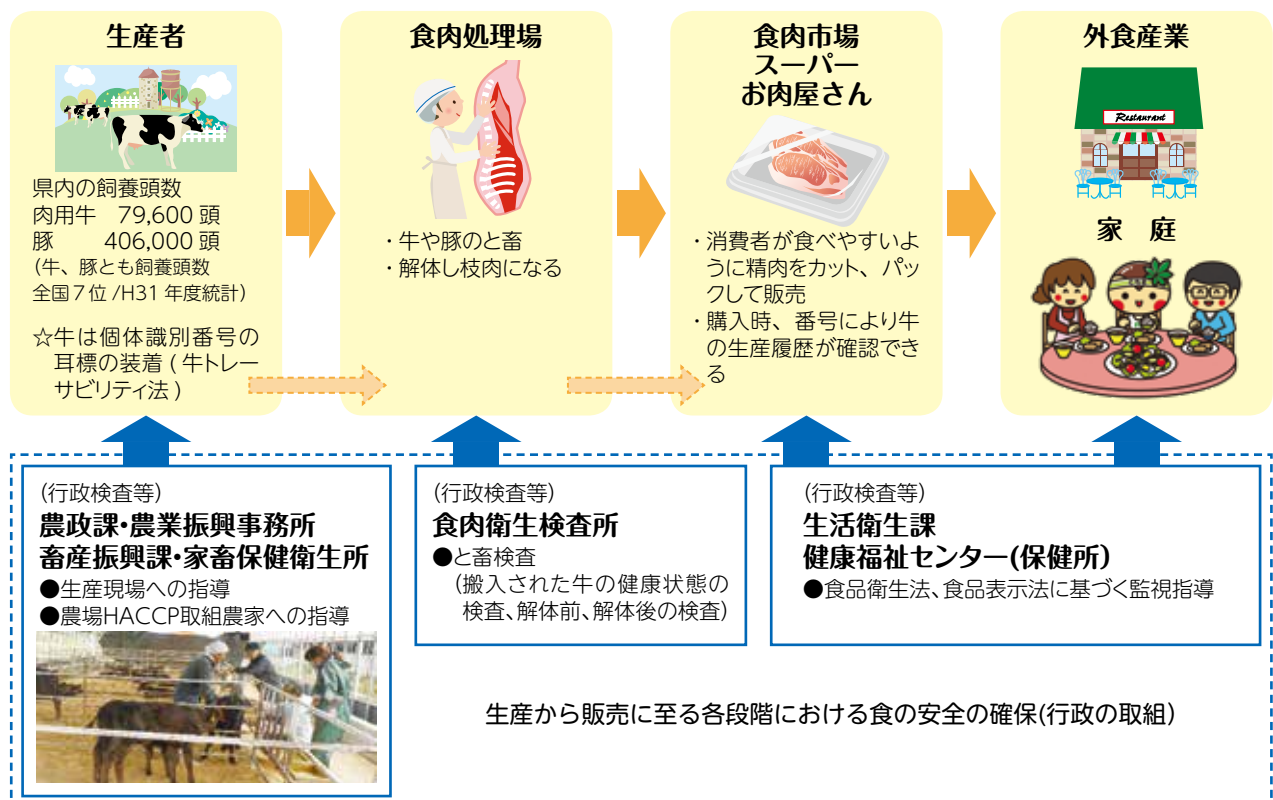 生産者
県内の飼養頭数
肉用牛　79,600 頭
豚　　　406,000 頭
(牛、豚とも飼養頭数
全国７位 /H31 年度統計)
☆牛は個体識別番号の
耳標の装着 ( 牛トレー
サビリティ法 )
食肉処理場
・牛や豚のと畜
・解体し枝肉になる
食肉市場
スーパー
お肉屋さん
・消費者が食べやすいよ
うに精肉をカット、パッ
クして販売
・購入時、番号により牛
の生産履歴が確認でき
る
外食産業
Restaurant
家　庭
(行政検査等)
農政課・農業振興事務所
畜産振興課・家畜保健衛生所
●生産現場への指導
●農場HACCP取組農家への指導
(行政検査等)
食肉衛生検査所
●と畜検査
(搬入された牛の健康状態の
検査、解体前、解体後の検査)
(行政検査等)
生活衛生課
健康福祉センター(保健所)
●食品衛生法、食品表示法に基づく監視指導
生産から販売に至る各段階における食の安全の確保(行政の取組)